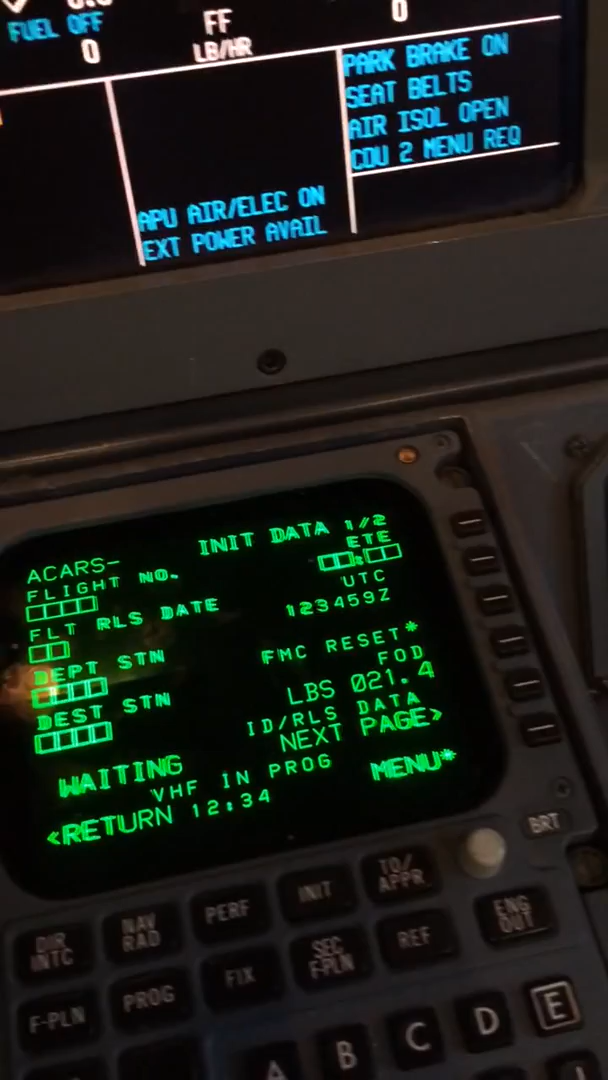 FUEL OFF
0
FF
LB/HR
0
PARK BRAKE ON
SEAT BELTS
AIR ISOL OPEN
CDU 2 MENU REQ
APU AIR/ELEC ON
EXT POWER AVAIL
ACARS- INIT DATA 1/2
FLIGHT NO. ETE
UTC
FLT RLS DATE 123459Z
DEPT STN FMC RESET*
FOD
DEST STN LBS 021.4
ID/RLS DATA
WAITING NEXT PAGE>
VHF IN PROG
<RETURN 12:34 MENU*
BRT
DIR INTC
NAV RAD
PERF
INIT
TO/APPR
F-PLN
PROG
FIX
SEC F-PLN
REF
ENG OUT
A B C D E